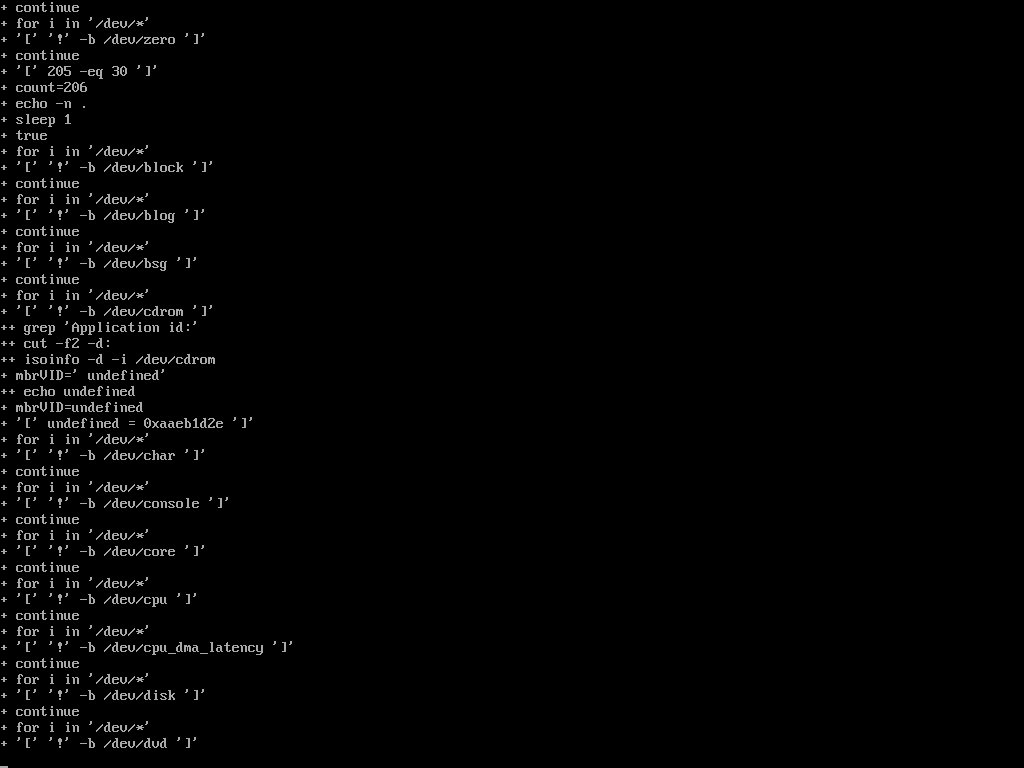 + continue
+ for i in '/dev/*'
+ '[' '!' -b /dev/zero ']'
+ continue
+ '[' 205 -eq 30 ']'
+ count=206
+ echo -n .
+ sleep 1
+ true
+ for i in '/dev/*'
+ '[' '!' -b /dev/block ']'
+ continue
+ for i in '/dev/*'
+ '[' '!' -b /dev/blog ']'
+ continue
+ for i in '/dev/*'
+ '[' '!' -b /dev/bsg ']'
+ continue
+ for i in '/dev/*'
+ '[' '!' -b /dev/cdrom ']'
++ grep 'Application id:'
++ cut -f2 -d:
++ isoinfo -d -i /dev/cdrom
+ mbrVID=' undefined'
++ echo undefined
+ mbrVID=undefined
+ '[' undefined = 0xaaeb1d2e ']'
+ for i in '/dev/*'
+ '[' '!' -b /dev/char ']'
+ continue
+ for i in '/dev/*'
+ '[' '!' -b /dev/console ']'
+ continue
+ for i in '/dev/*'
+ '[' '!' -b /dev/core ']'
+ continue
+ for i in '/dev/*'
+ '[' '!' -b /dev/cpu ']'
+ continue
+ for i in '/dev/*'
+ '[' '!' -b /dev/cpu_dma_latency ']'
+ continue
+ for i in '/dev/*'
+ '[' '!' -b /dev/disk ']'
+ continue
+ for i in '/dev/*'
+ '[' '!' -b /dev/dvd ']'